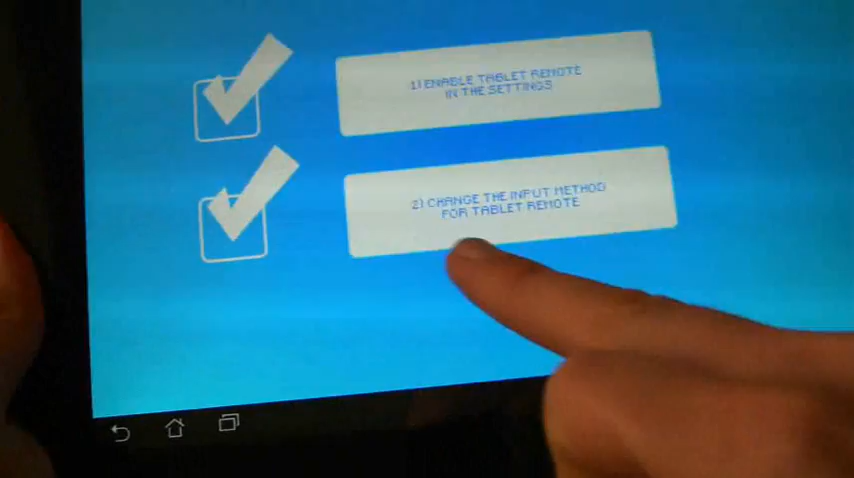 1) ENABLE TABLET REMOTE
IN THE SETTINGS
2) CHANGE THE INPUT METHOD
FOR TABLET REMOTE